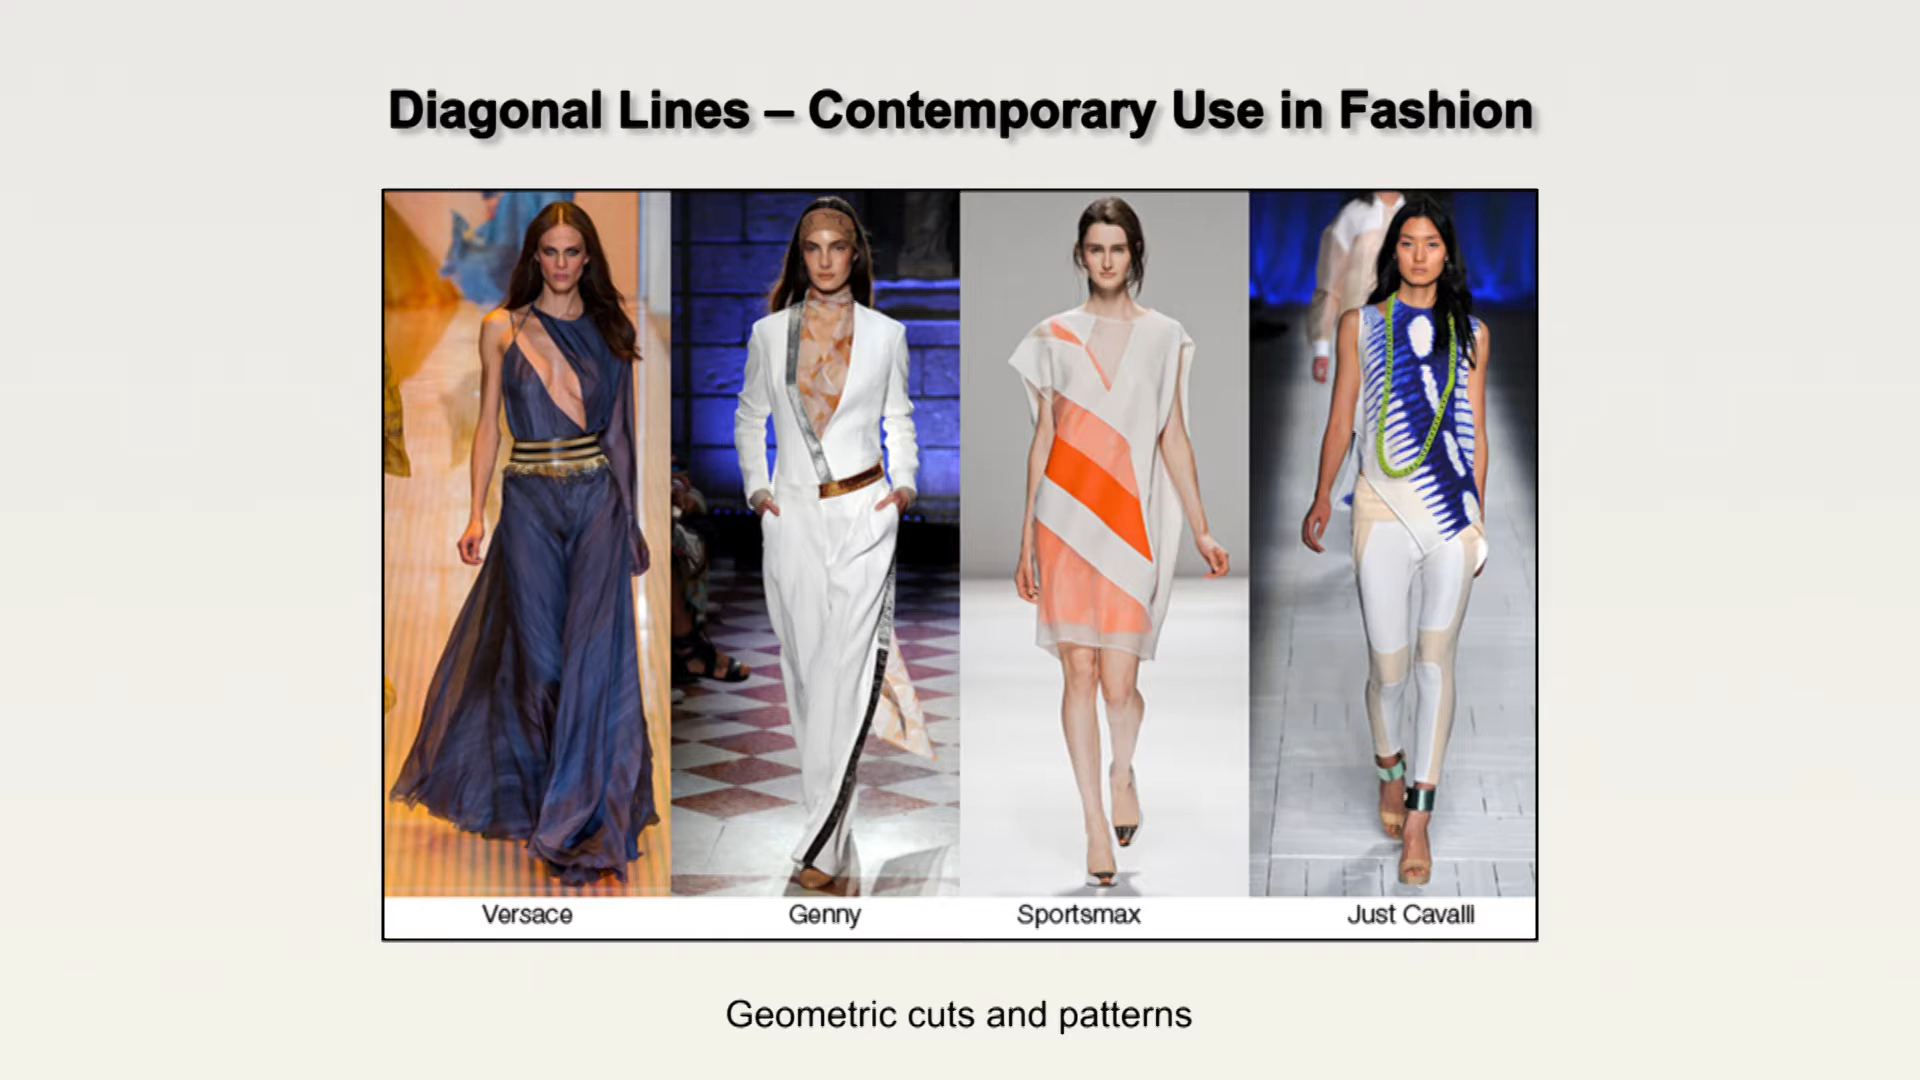 Diagonal Lines – Contemporary Use in Fashion
Versace
Genny
Sportsmax
Just Cavalli
Geometric cuts and patterns